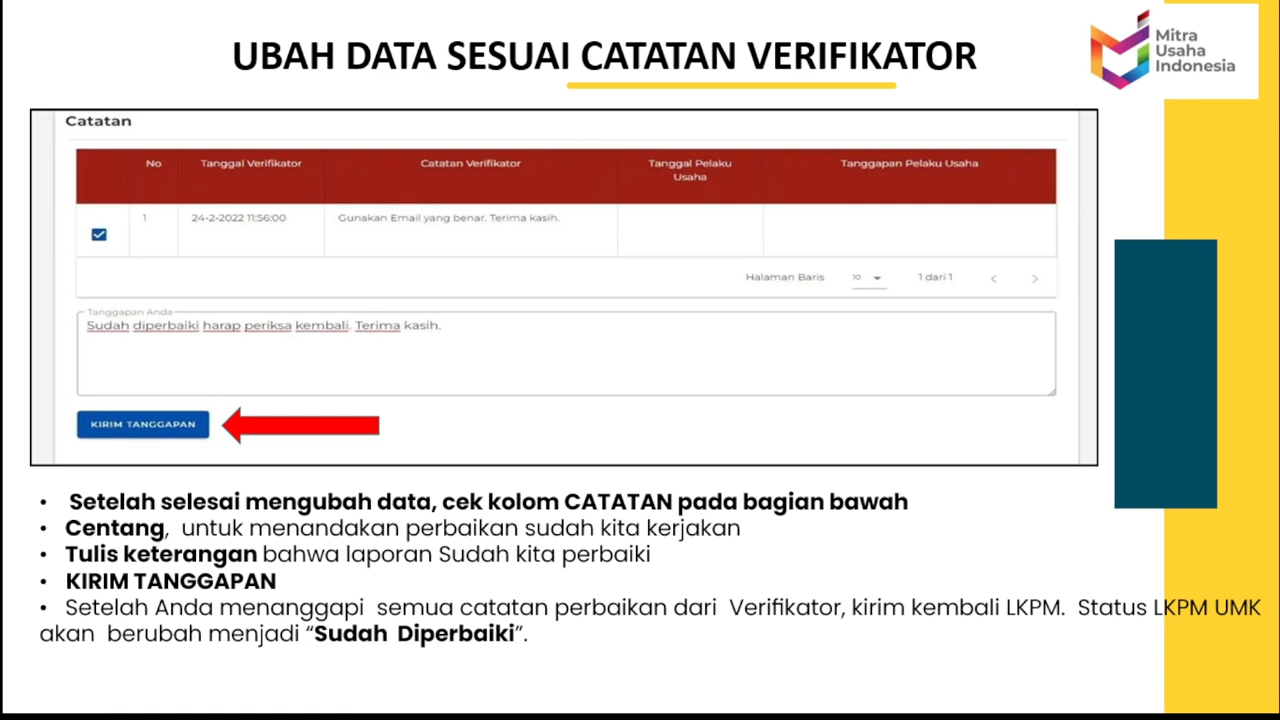 UBAH DATA SESUAI CATATAN VERIFIKATOR
Mitra
Usaha
Indonesia
Catatan
No Tanggal Verifikator Catatan Verifikator Tanggal Pelaku Usaha Tanggapan Pelaku Usaha
1 24-2-2022 11:56:00 Gunakan Email yang benar. Terima kasih.
Halaman Baris 10 1 dari 1
Tanggapan Anda
Sudah diperbaiki harap periksa kembali. Terima kasih.
KIRIM TANGGAPAN
• Setelah selesai mengubah data, cek kolom CATATAN pada bagian bawah
• Centang, untuk menandakan perbaikan sudah kita kerjakan
• Tulis keterangan bahwa laporan Sudah kita perbaiki
• KIRIM TANGGAPAN
• Setelah Anda menanggapi semua catatan perbaikan dari Verifikator, kirim kembali LKPM. Status LKPM UMK
akan berubah menjadi “Sudah Diperbaiki”.